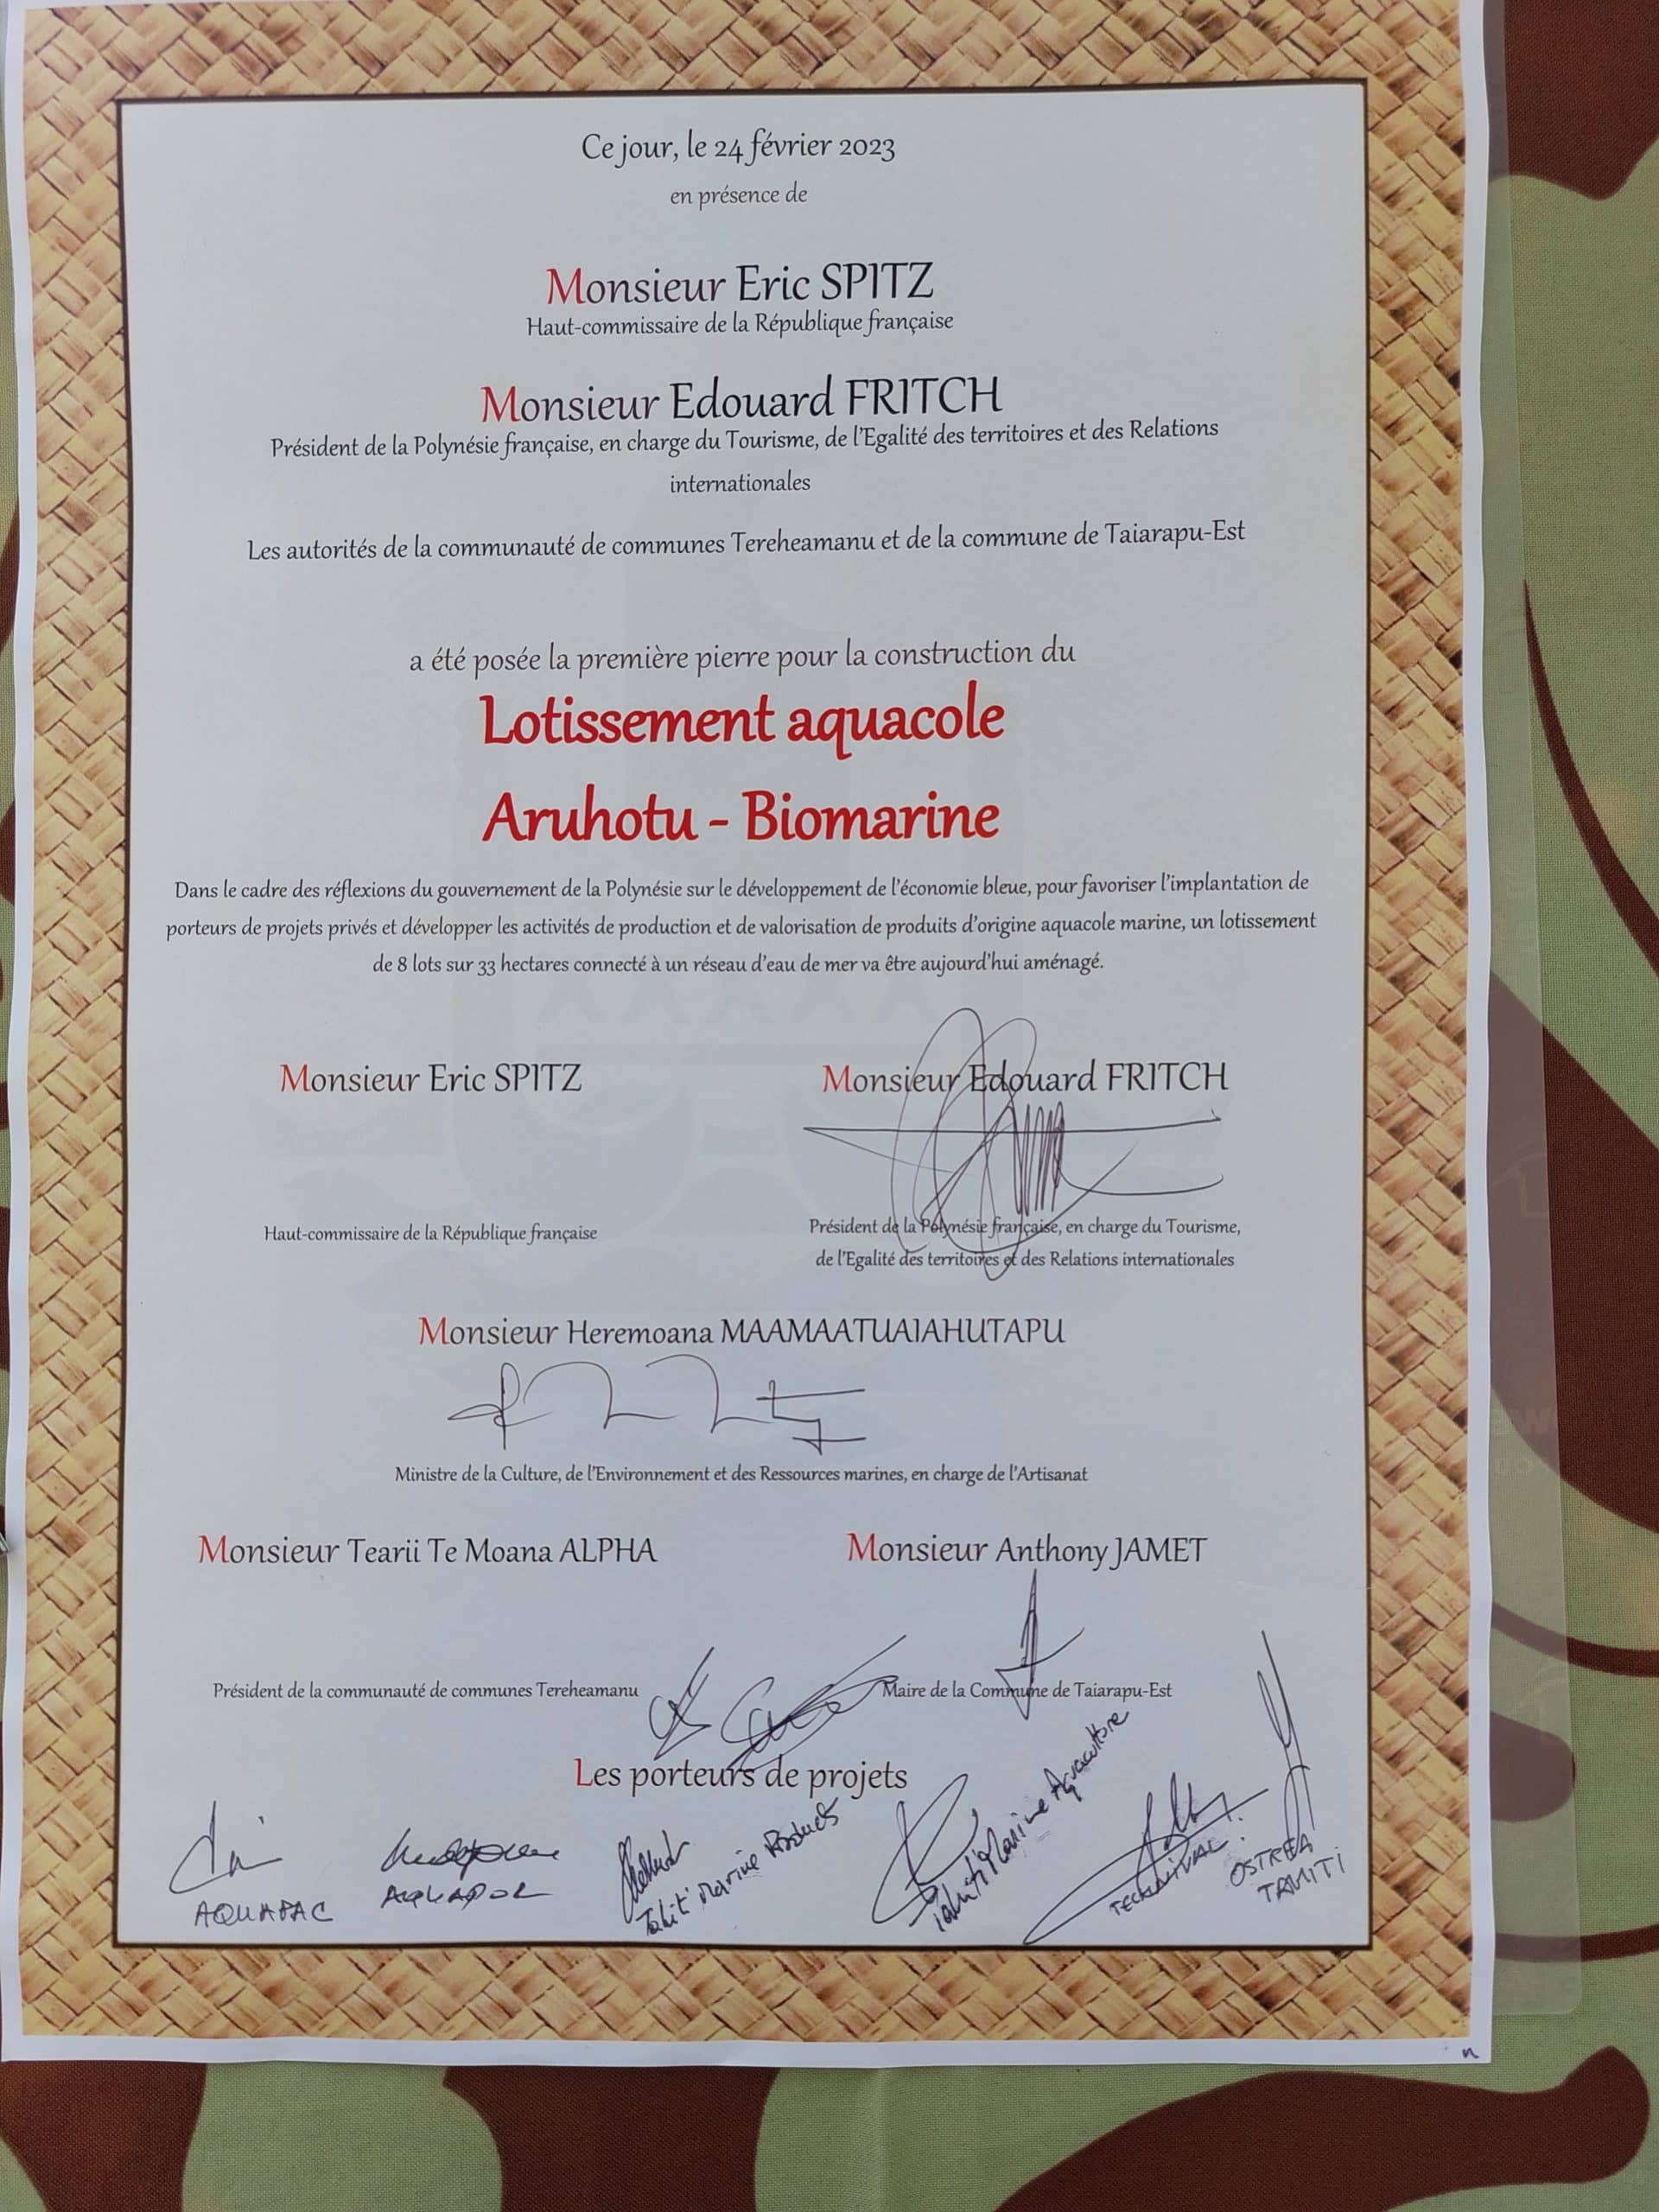 Ce jour, le 24 février 2023
en présence de
Monsieur Eric SPITZ
Haut-commissaire de la République française
Monsieur Edouard FRITCH
Président de la Polynésie française, en charge du Tourisme, de l'Egalité des territoires et des Relations
internationales
Les autorités de la communauté de communes Tereheamanu et de la commune de Taiarapu-Est
a été posée la première pierre pour la construction du
Lotissement aquacole
Aruhotu - Biomarine
Dans le cadre des réflexions du gouvernement de la Polynésie sur le développement de l'économie bleue, pour favoriser l'implantation de
porteurs de projets privés et développer les activités de production et de valorisation de produits d'origine aquacole marine, un lotissement
de 8 lots sur 33 hectares connecté à un réseau d'eau de mer va être aujourd'hui aménagé.
Monsieur Eric SPITZ
Haut-commissaire de la République française
Monsieur Edouard FRITCH
Président de la Polynésie française, en charge du Tourisme,
de l'Egalité des territoires et des Relations internationales
Monsieur Heremoana MAAMAATUAIAHUTAPU
Ministre de la Culture, de l'Environnement et des Ressources marines, en charge de l'Artisanat
Monsieur Tearii Te Moana ALPHA
Président de la communauté de communes Tereheamanu
Monsieur Anthony JAMET
Maire de la Commune de Taiarapu-Est
Les porteurs de projets
AQUAPAC
AQUAPOL
Tahiti Marine Products
Tahiti Marine Aquaculture
TECHNIVAL
OSTREA
TAHITI